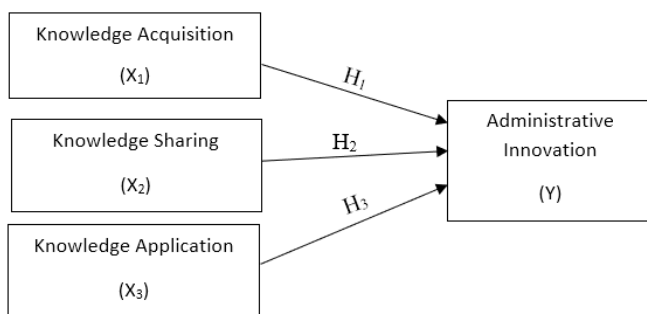 Knowledge Acquisition
(X₁)
H₁
Knowledge Sharing
(X₂)
H₂
Knowledge Application
(X₃)
H₃
Administrative
Innovation
(Y)